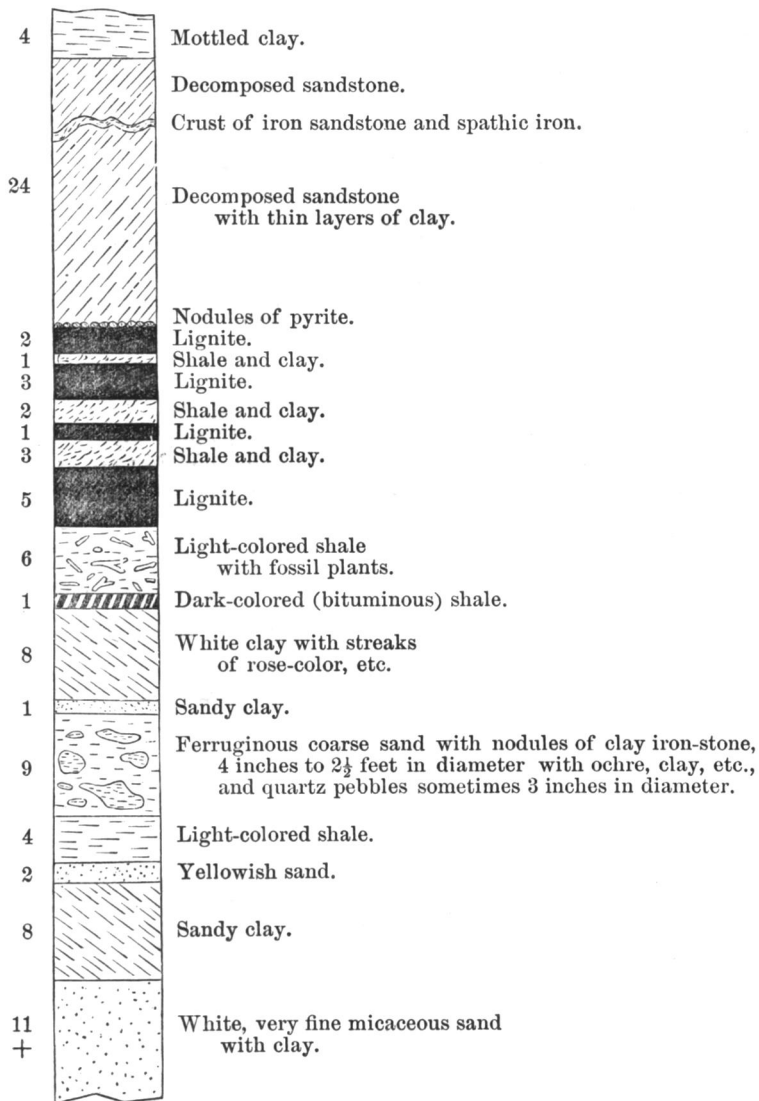 4 Mottled clay.
Decomposed sandstone.
Crust of iron sandstone and spathic iron.
24 Decomposed sandstone
with thin layers of clay.
Nodules of pyrite.
2 Lignite.
1 Shale and clay.
3 Lignite.
2 Shale and clay.
1 Lignite.
3 Shale and clay.
5 Lignite.
6 Light-colored shale
with fossil plants.
1 Dark-colored (bituminous) shale.
8 White clay with streaks
of rose-color, etc.
1 Sandy clay.
9 Ferruginous coarse sand with nodules of clay iron-stone,
4 inches to 2½ feet in diameter with ochre, clay, etc.,
and quartz pebbles sometimes 3 inches in diameter.
4 Light-colored shale.
2 Yellowish sand.
8 Sandy clay.
11 White, very fine micaceous sand
+ with clay.